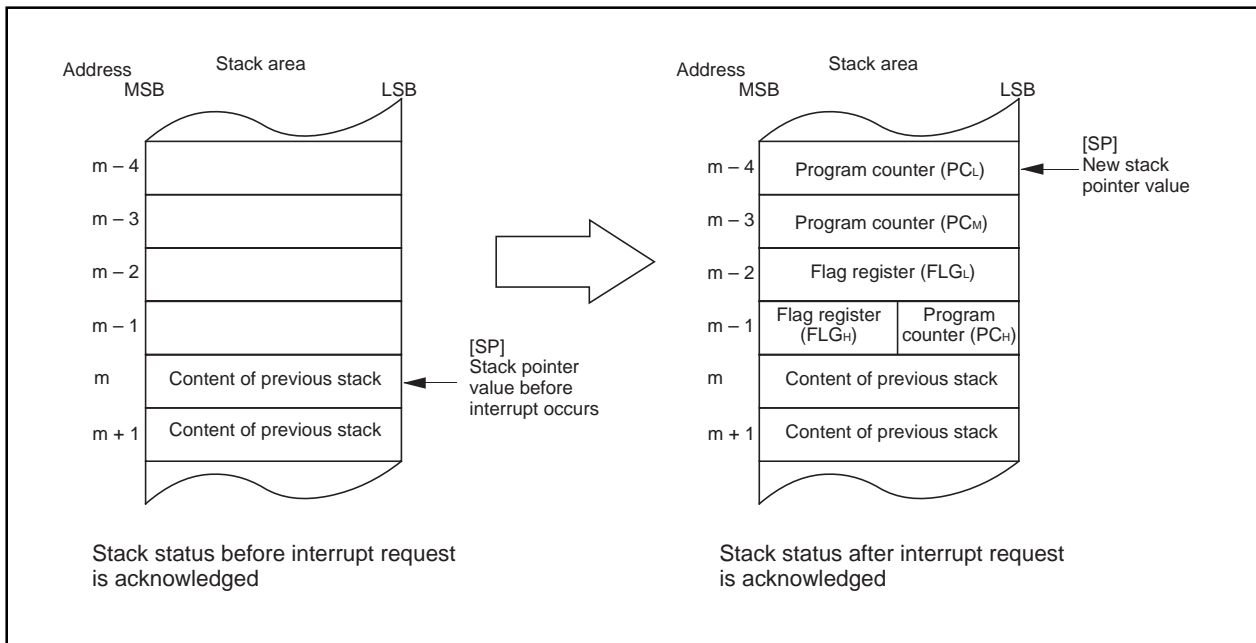 Address
Stack area
MSB
LSB
m – 4
m – 3
m – 2
m – 1
m
Content of previous stack
m + 1
Content of previous stack
[SP]
Stack pointer
value before
interrupt occurs
Stack status before interrupt request
is acknowledged
Address
Stack area
MSB
LSB
m – 4
Program counter (PCL)
[SP]
New stack
pointer value
m – 3
Program counter (PCM)
m – 2
Flag register (FLGL)
m – 1
Flag register
(FLGH)
Program
counter (PCH)
m
Content of previous stack
m + 1
Content of previous stack
Stack status after interrupt request
is acknowledged